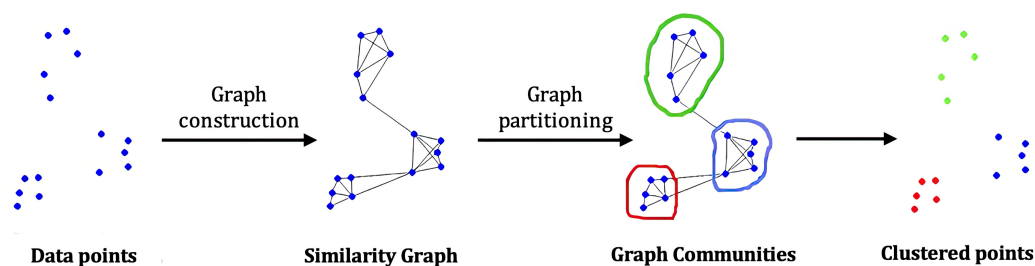 Graph
construction
Graph
partitioning
Data points
Similarity Graph
Graph Communities
Clustered points